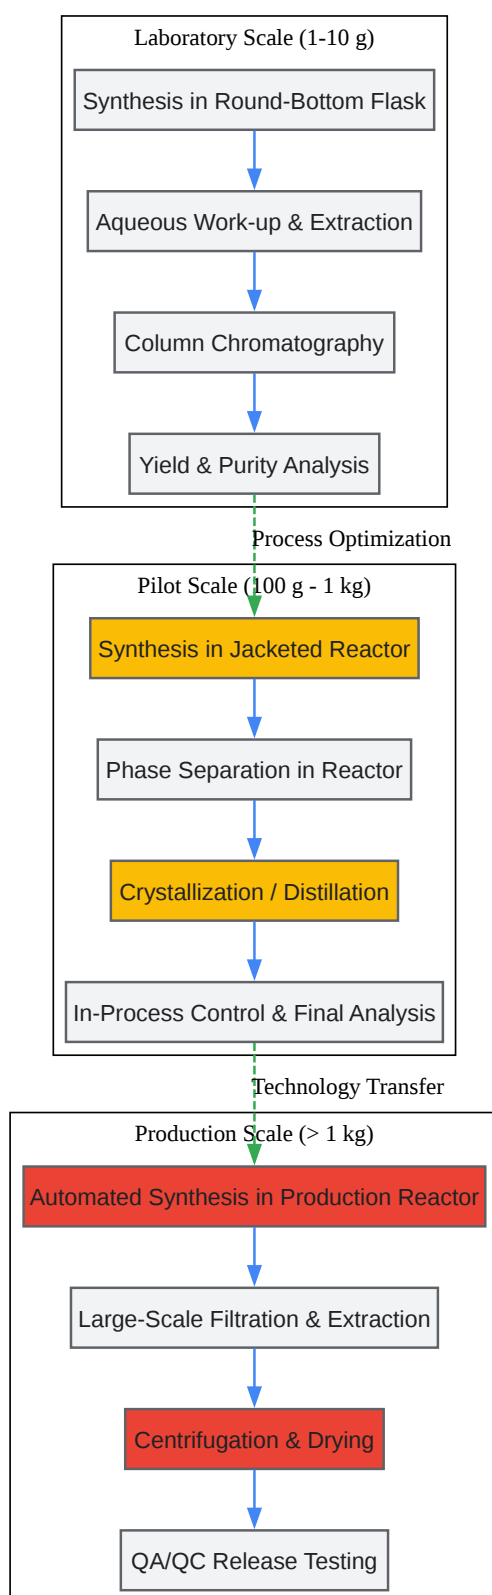 Laboratory Scale (1-10 g)
Synthesis in Round-Bottom Flask
Aqueous Work-up & Extraction
Column Chromatography
Yield & Purity Analysis
Process Optimization
Pilot Scale (100 g - 1 kg)
Synthesis in Jacketed Reactor
Phase Separation in Reactor
Crystallization / Distillation
In-Process Control & Final Analysis
Technology Transfer
Production Scale (> 1 kg)
Automated Synthesis in Production Reactor
Large-Scale Filtration & Extraction
Centrifugation & Drying
QA/QC Release Testing